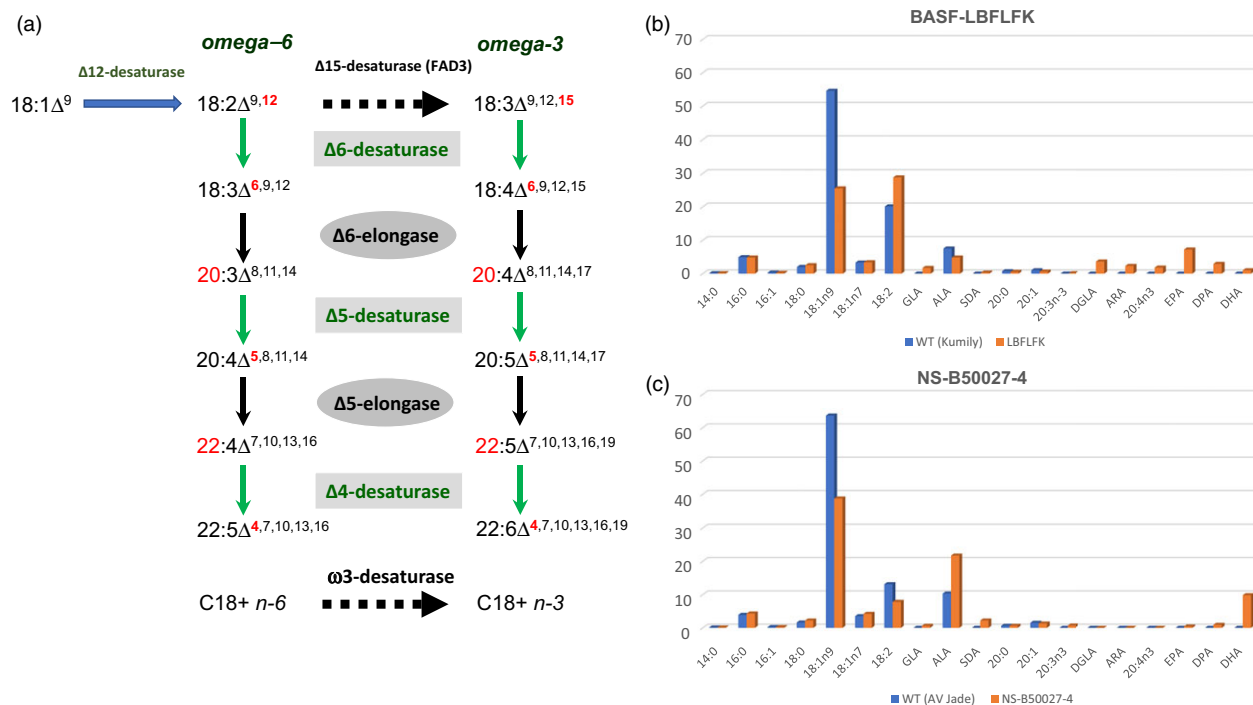 (a)
omega–6
omega-3
Δ12-desaturase
Δ15-desaturase (FAD3)
18:1Δ9
18:2Δ9,12
18:3Δ9,12,15
Δ6-desaturase
18:3Δ6,9,12
18:4Δ6,9,12,15
Δ6-elongase
20:3Δ8,11,14
20:4Δ8,11,14,17
Δ5-desaturase
20:4Δ5,8,11,14
20:5Δ5,8,11,14,17
Δ5-elongase
22:4Δ7,10,13,16
22:5Δ7,10,13,16,19
Δ4-desaturase
22:5Δ4,7,10,13,16
22:6Δ4,7,10,13,16,19
ω3-desaturase
C18+ n-6
C18+ n-3
(b)
BASF-LBFLFK
70
60
50
40
30
20
10
0
14:0
16:0
16:1
18:0
18:1n9
18:1n7
18:2
GLA
ALA
SDA
20:0
20:1
20:3n-3
DGLA
ARA
20:4n3
EPA
DPA
DHA
WT (Kumily) LBFLFK
(c)
NS-B50027-4
70
60
50
40
30
20
10
0
14:0
16:0
16:1
18:0
18:1n9
18:1n7
18:2
GLA
ALA
SDA
20:0
20:1
20:3n3
DGLA
ARA
20:4n3
EPA
DPA
DHA
WT (AV Jade) NS-B50027-4